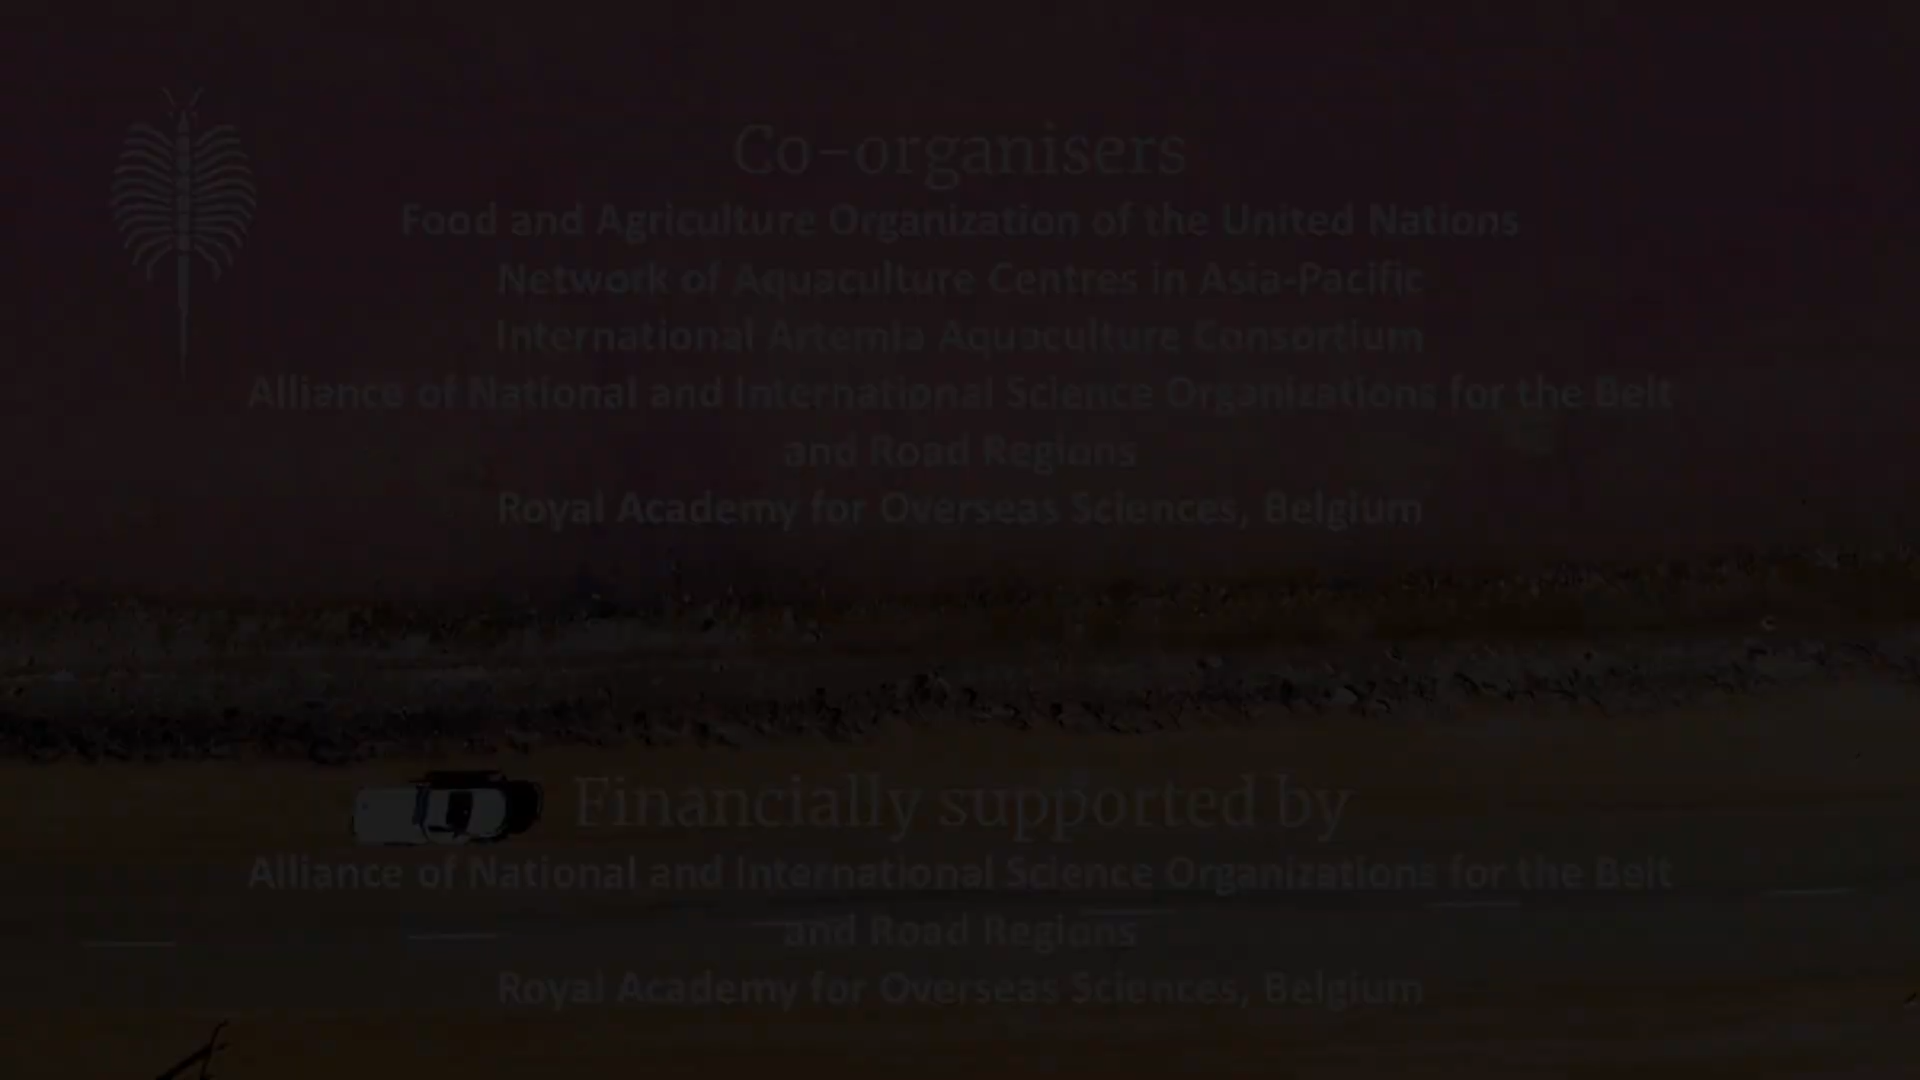 Co-organisers
Food and Agriculture Organization of the United Nations
Network of Aquaculture Centres in Asia-Pacific
International Artemia Aquaculture Consortium
Alliance of National and International Science Organizations for the Belt
and Road Regions
Royal Academy for Overseas Sciences, Belgium
Financially supported by
Alliance of National and International Science Organizations for the Belt
and Road Regions
Royal Academy for Overseas Sciences, Belgium